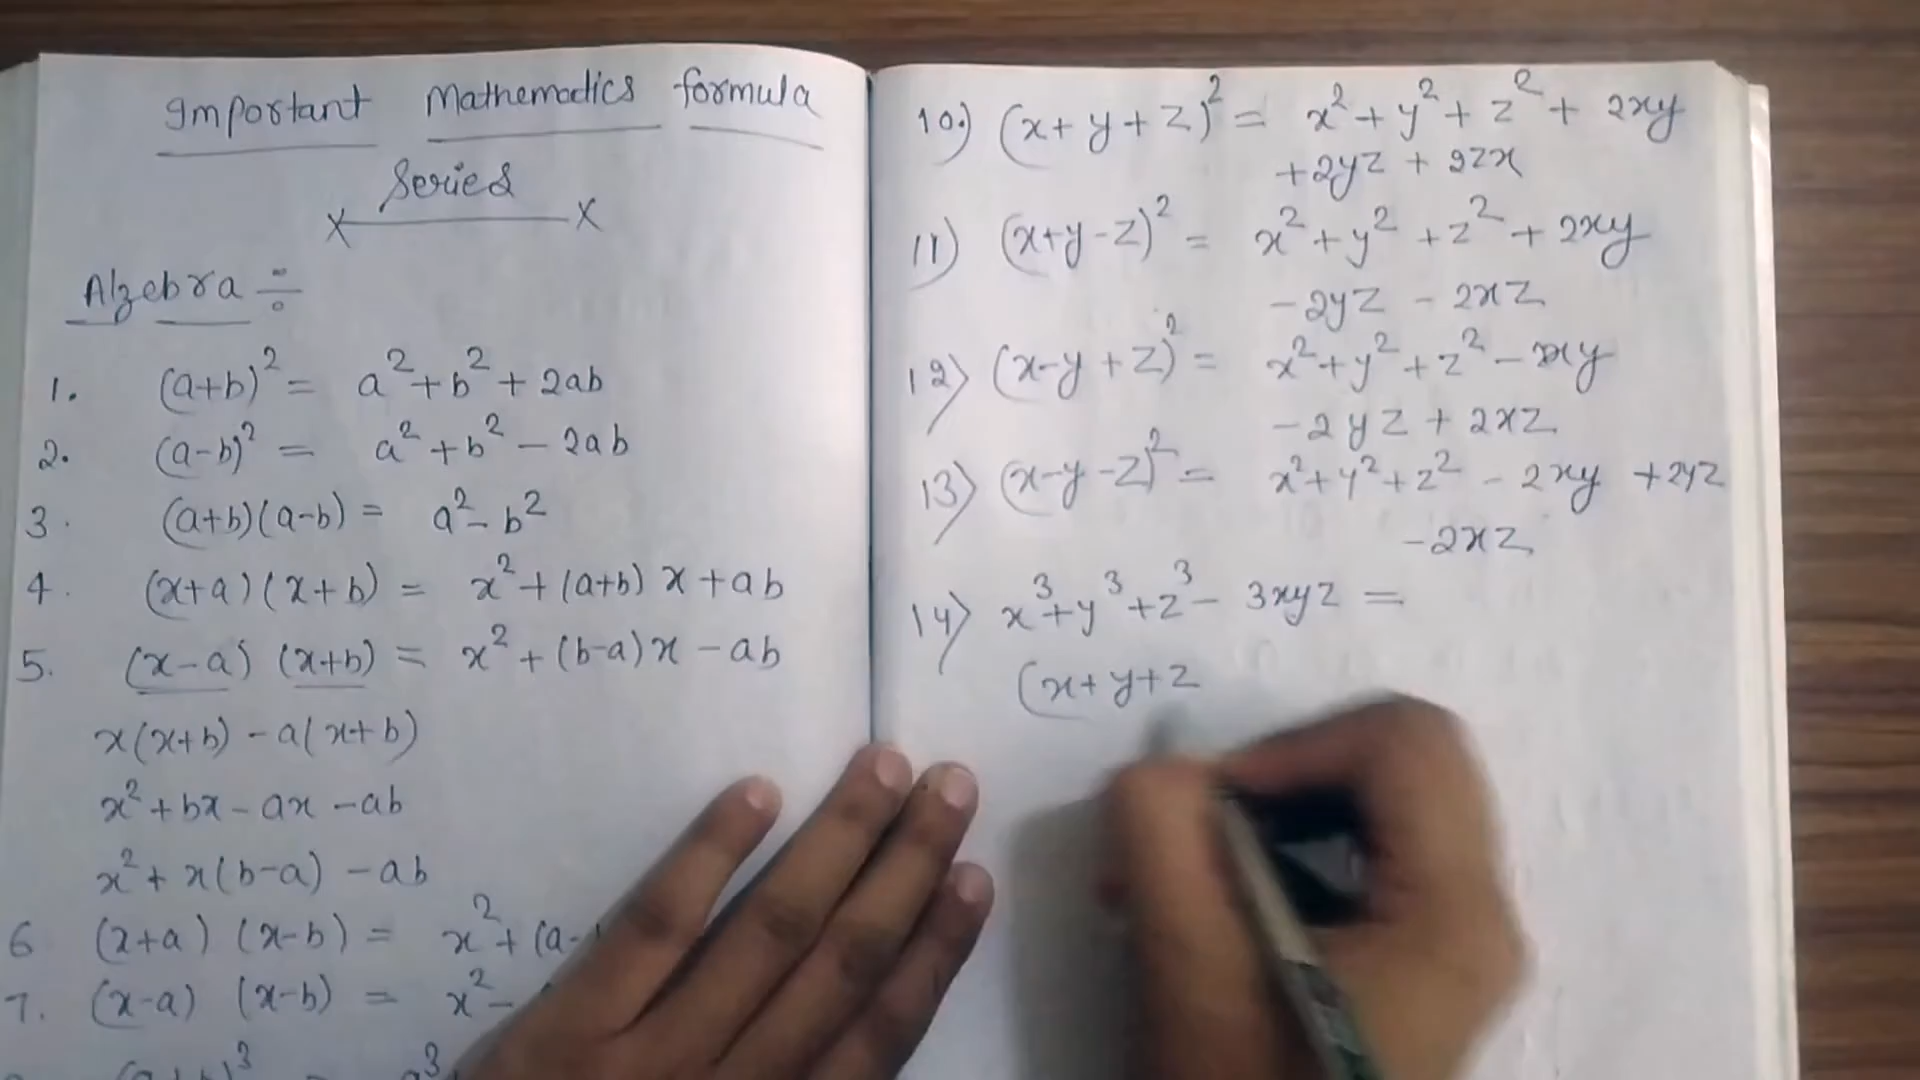 Important Mathematics formula
Series
x x
Algebra ÷
1. (a+b)² = a²+b²+2ab
2. (a-b)² = a²+b²-2ab
3. (a+b)(a-b) = a²-b²
4. (x+a)(x+b) = x²+(a+b)x+ab
5. (x-a)(x+b) = x²+(b-a)x-ab
x(x+b)-a(x+b)
x²+bx-ax-ab
x²+x(b-a)-ab
6 (x+a)(x-b) = x²+(a-
7. (x-a)(x-b) = x²-
10.) (x+y+z)² = x²+y²+z²+2xy
+2yz+2zx
11) (x+y-z)² = x²+y²+z²+2xy
-2yz-2xz
12) (x-y+z)² = x²+y²+z²-2xy
-2yz+2xz
13) (x-y-z)² = x²+y²+z²-2xy+2yz
-2xz
14) x³+y³+z³-3xyz =
(x+y+z